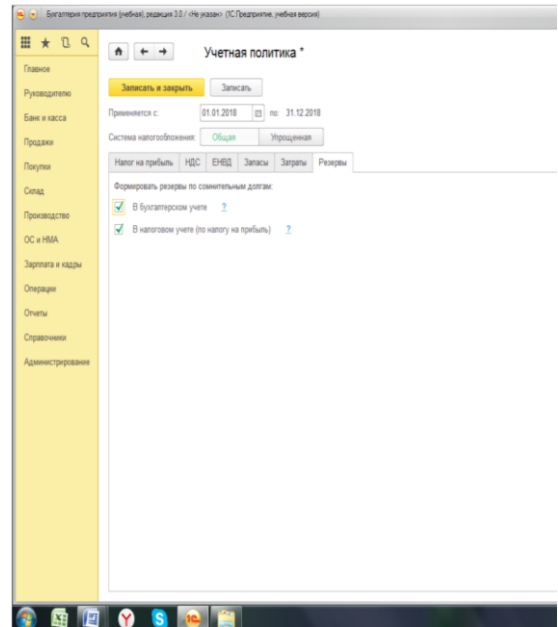 Бухгалтерия предприятия (учебная), редакция 3.0 / <Не указан> (1С:Предприятие, учебная версия)
Учетная политика *
Главное
Руководителю
Банк и касса
Продажи
Покупки
Склад
Производство
ОС и НМА
Зарплата и кадры
Операции
Отчеты
Справочники
Администрирование
Записать и закрыть Записать
Применяется с: 01.01.2018 по: 31.12.2018
Система налогообложения: Общая Упрощенная
Налог на прибыль НДС ЕНВД Запасы Затраты Резервы
Формировать резервы по сомнительным долгам:
В бухгалтерском учете ?
В налоговом учете (по налогу на прибыль) ?